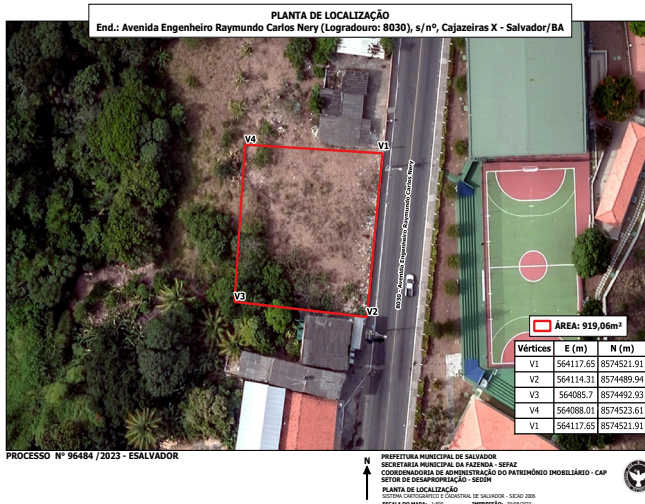 PLANTA DE LOCALIZAÇÃO
End.: Avenida Engenheiro Raymundo Carlos Nery (Logradouro: 8030), s/nº, Cajazeiras X - Salvador/BA
V4
V1
8030 - Avenida Engenheiro Raymundo Carlos Nery
V3
V2
ÁREA: 919,06m²
Vértices E (m) N (m)
V1 564117.65 8574521.91
V2 564114.31 8574489.94
V3 564085.7 8574492.93
V4 564088.01 8574523.61
V1 564117.65 8574521.91
PROCESSO Nº 96484 /2023 - ESALVADOR
N
PREFEITURA MUNICIPAL DE SALVADOR
SECRETARIA MUNICIPAL DA FAZENDA - SEFAZ
COORDENADORIA DE ADMINISTRAÇÃO DO PATRIMÔNIO IMOBILIÁRIO - CAP
SETOR DE DESAPROPRIAÇÃO - SEDIM
PLANTA DE LOCALIZAÇÃO
SISTEMA CARTOGRÁFICO E CADASTRAL DE SALVADOR - SICAD 2006